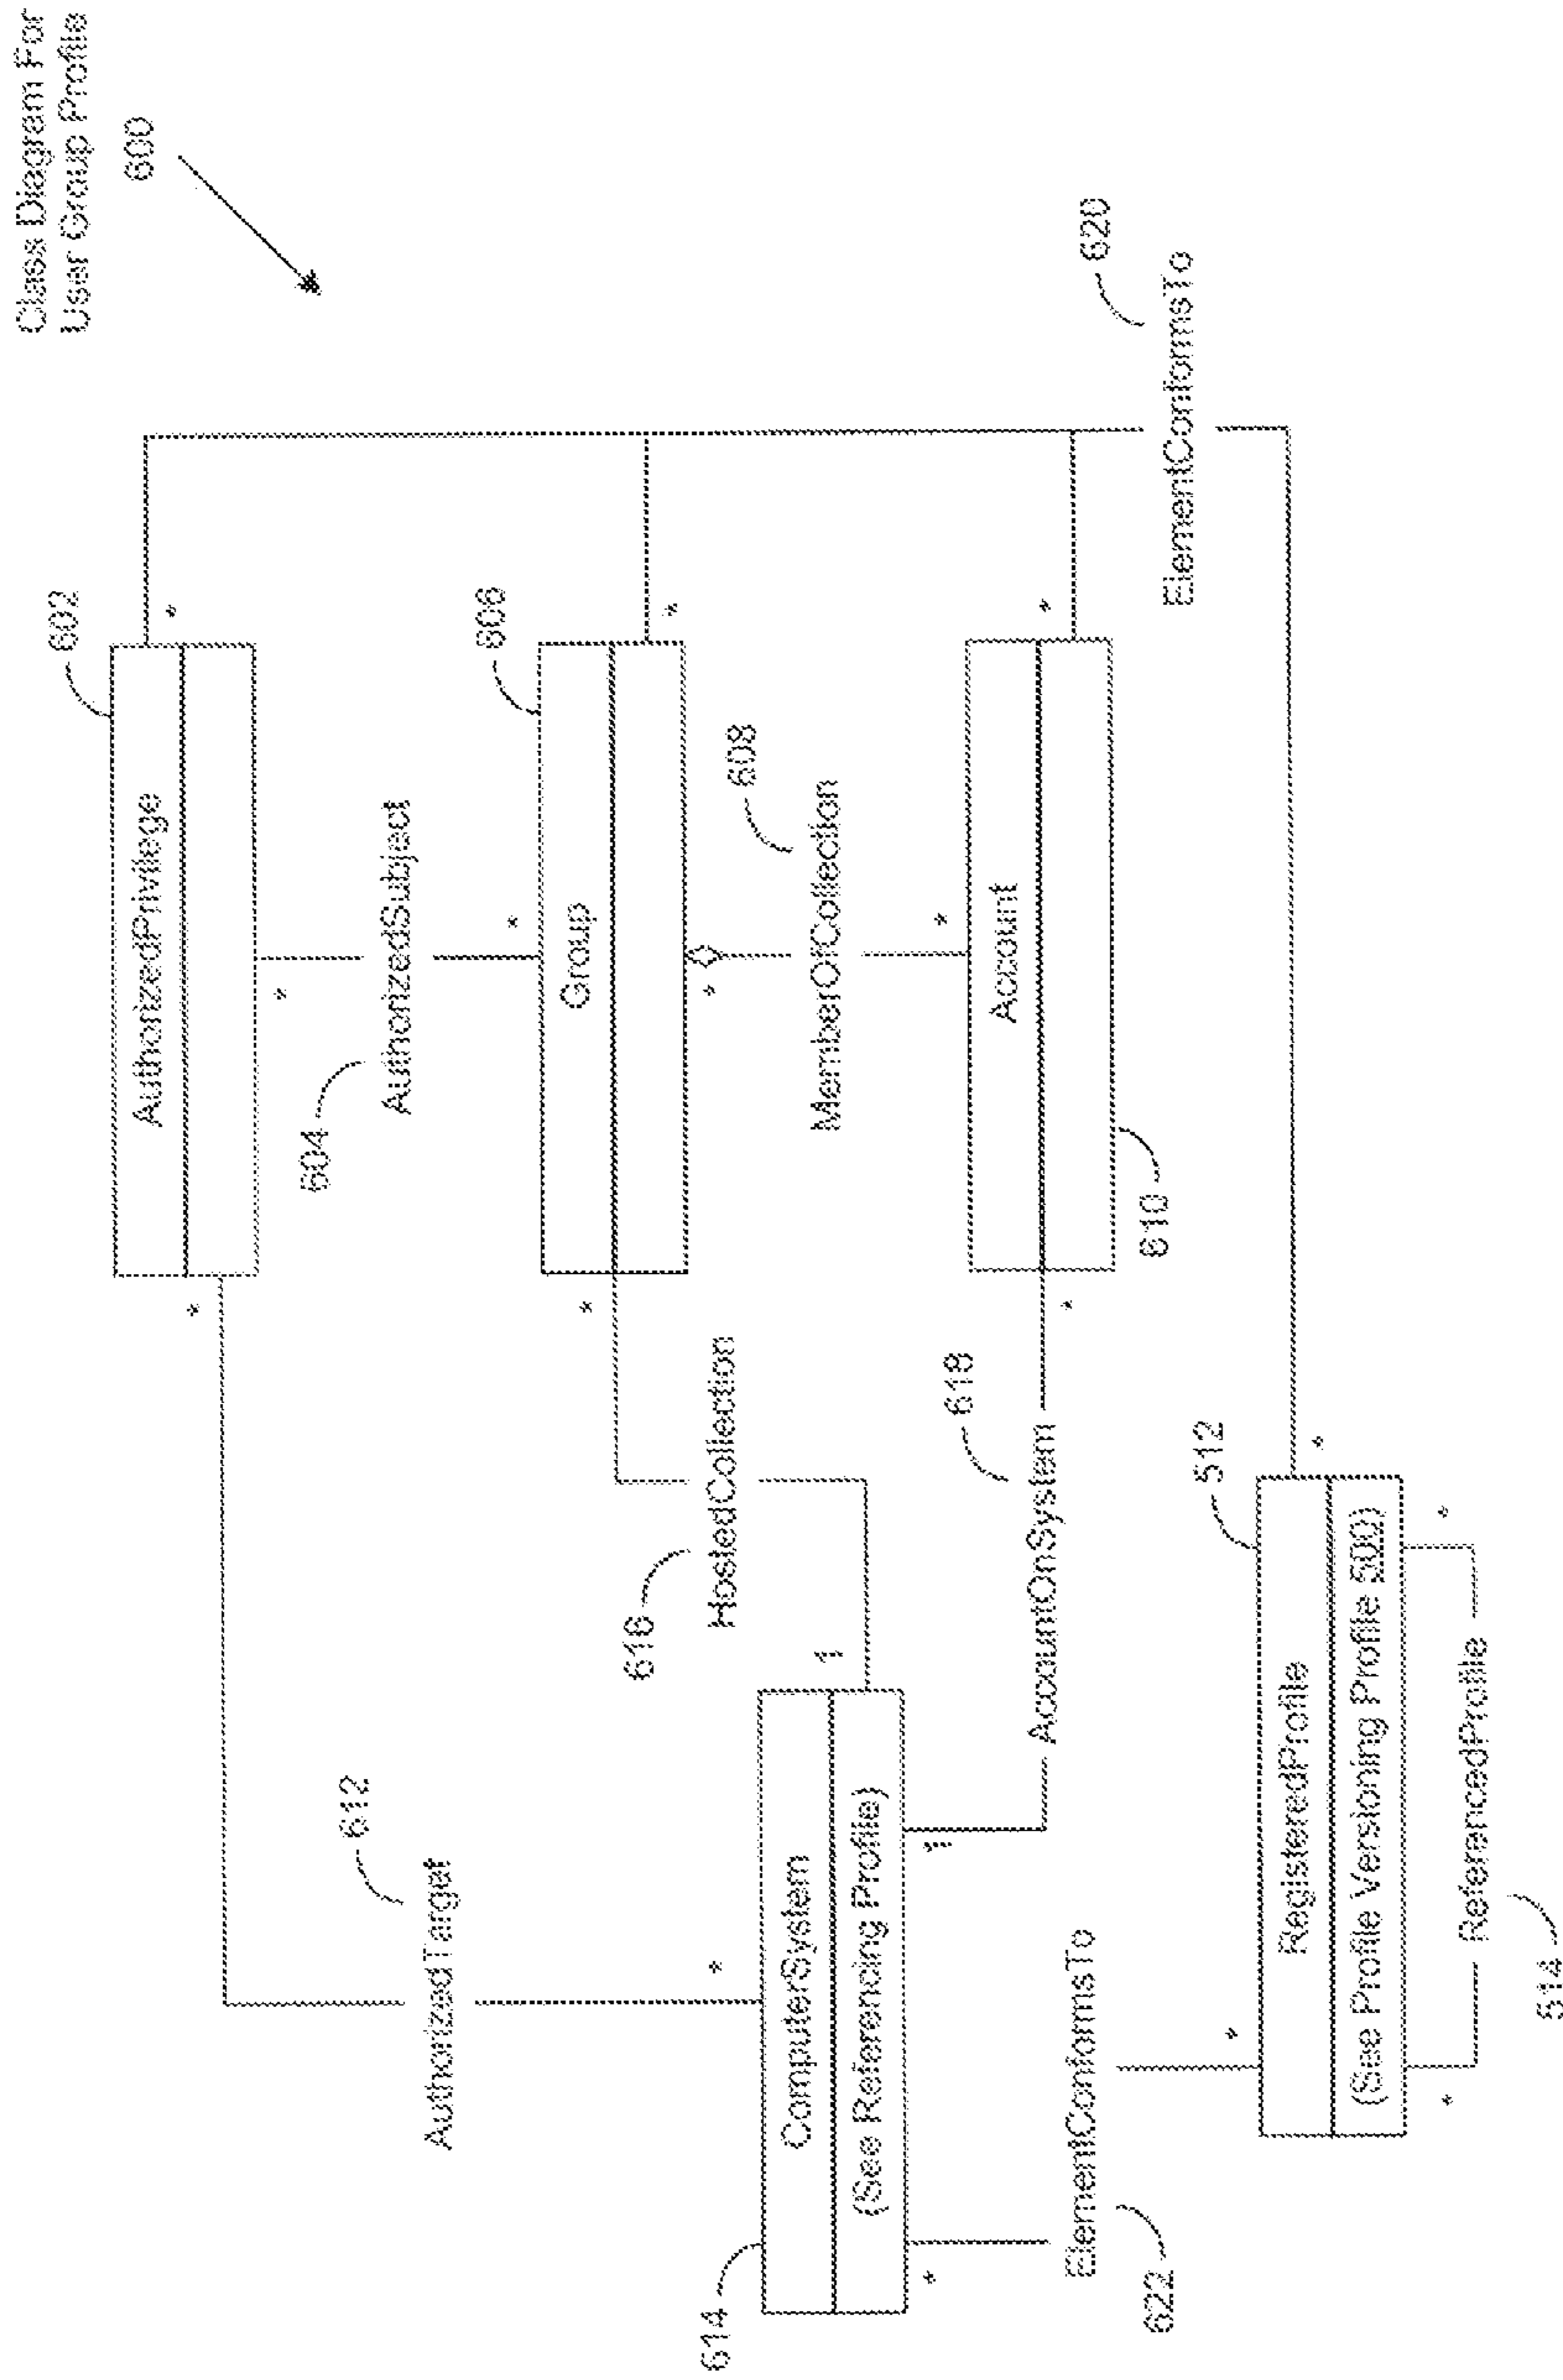 Class Diagram For
User Group Profile
600
602
AuthorizedPrivilege
*
*
*
612
AuthorizedTarget
604
AuthorizedSubject
*
606
Group
*
*
*
616
HostedCollection
608
MemberOfCollection
*
614
ComputerSystem
(See Referencing Profile)
*
1
1
*
618
AccountOnSystem
Account
*
*
610
620
ElementConformsTo
622
ElementConformsTo
*
*
512
RegisteredProfile
(See Profile Versioning Profile 500)
*
*
*
ReferencedProfile
514